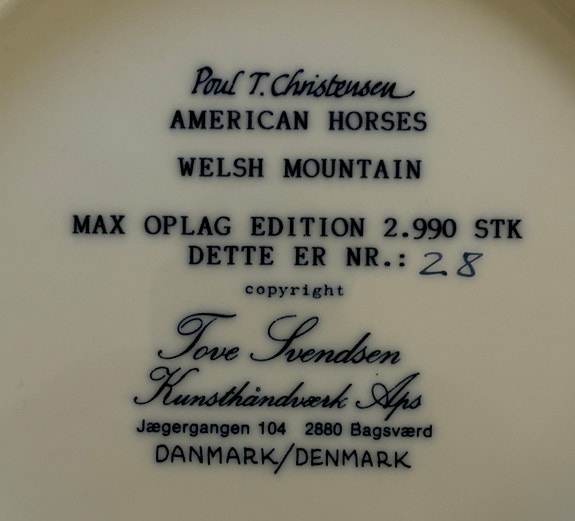 Poul T. Christensen
AMERICAN HORSES
WELSH MOUNTAIN
MAX OPLAG EDITION 2.990 STK
DETTE ER NR.: 28
copyright
Tove Svendsen
Kunsthåndværk Aps
Jægergangen 104 2880 Bagsværd
DANMARK/DENMARK